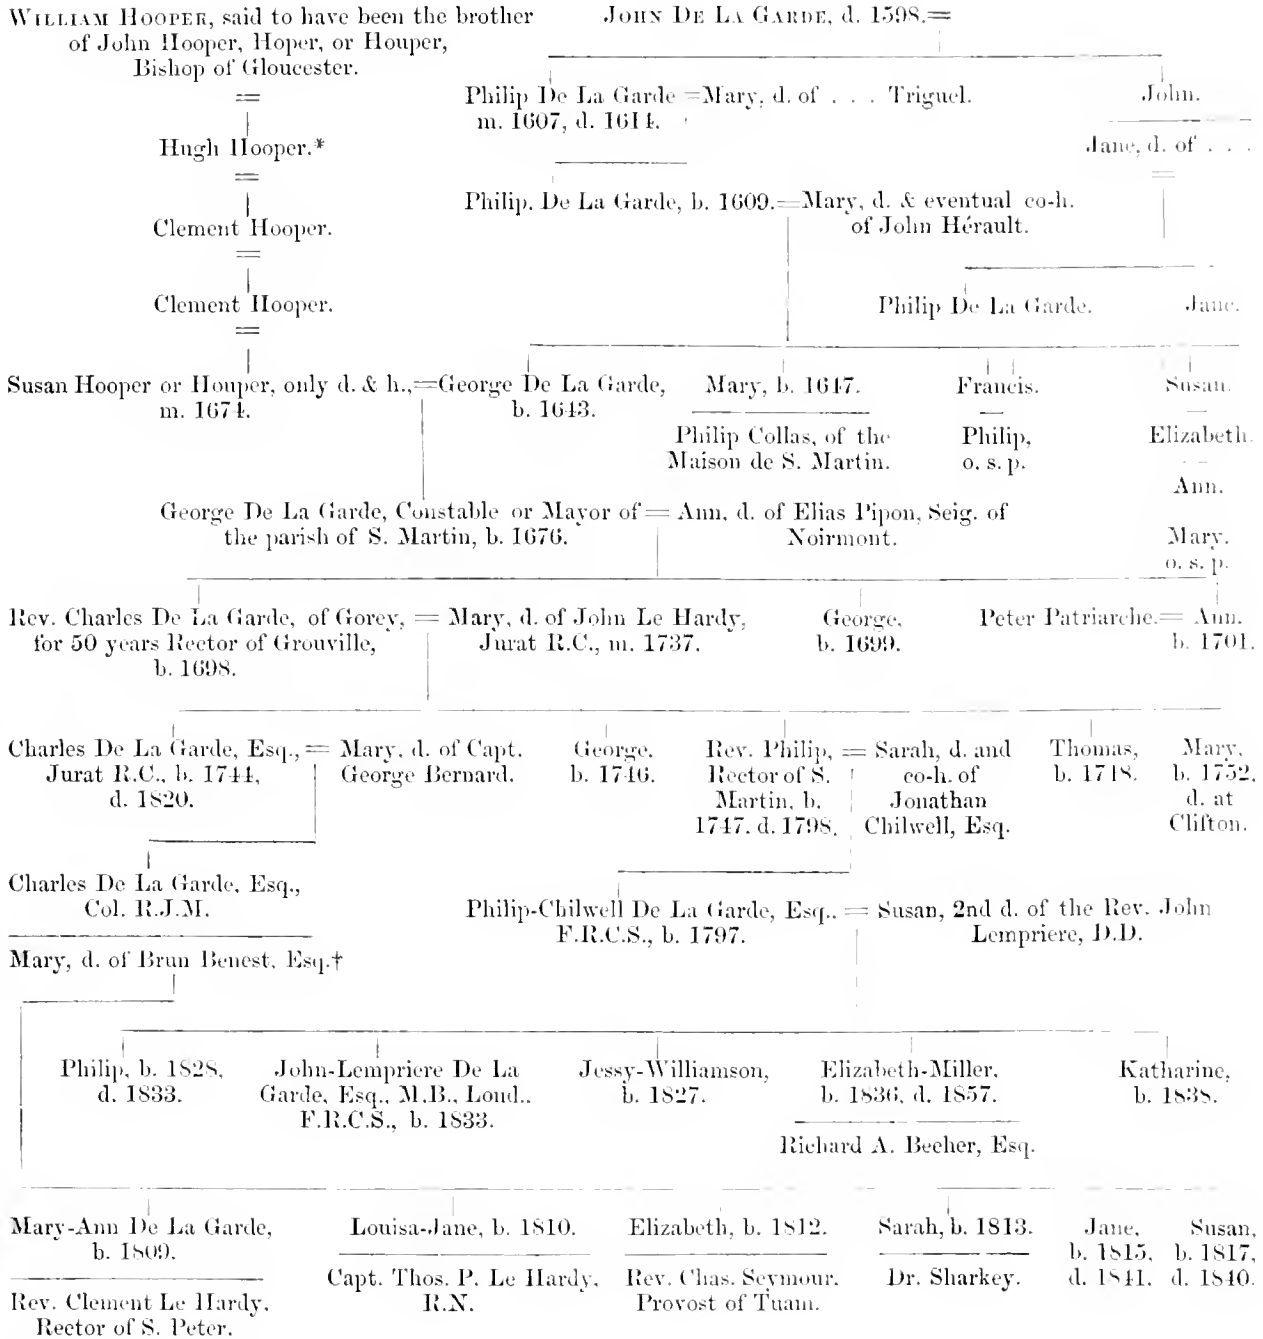 WILLIAM HOOPER, said to have been the brother
of John Hooper, Hoper, or Houper,
Bishop of Gloucester.
=
Hugh Hooper.*
=
Clement Hooper.
=
Clement Hooper.
=
JOHN DE LA GARDE, d. 1598.=
Philip De La Garde =Mary, d. of . . . Triguel.
m. 1607, d. 1614.
John.
Jane, d. of . . .
=
Philip. De La Garde, b. 1609.=Mary, d. & eventual co-h.
of John Hérault.
Philip De La Garde.
Jane.
Susan Hooper or Houper, only d. & h.,=George De La Garde,
m. 1674.
b. 1643.
Mary, b. 1647.
Philip Collas, of the
Maison de S. Martin.
Francis.
Philip,
o. s. p.
Susan.
Elizabeth.
Ann.
Mary.
o. s. p.
George De La Garde, Constable or Mayor of = Ann, d. of Elias Pipon, Seig. of
the parish of S. Martin, b. 1676.
Noirmont.
Rev. Charles De La Garde, of Gorey, = Mary, d. of John Le Hardy,
for 50 years Rector of Grouville,
b. 1698.
Jurat R.C., m. 1737.
George,
b. 1699.
Peter Patriarche.= Ann.
b. 1701.
Charles De La Garde, Esq., = Mary, d. of Capt.
Jurat R.C., b. 1744,
d. 1820.
George Bernard.
George.
b. 1746.
Rev. Philip, = Sarah, d. and
Rector of S.
Martin, b.
1747. d. 1798.
co-h. of
Jonathan
Chilwell, Esq.
Thomas,
b. 1748.
Mary,
b. 1752,
d. at
Clifton.
Charles De La Garde, Esq.,
Col. R.J.M.
Mary, d. of Brun Benest, Esq.†
Philip-Chilwell De La Garde, Esq., = Susan, 2nd d. of the Rev. John
F.R.C.S., b. 1797.
Lempriere, D.D.
Philip, b. 1828,
d. 1833.
John-Lempriere De La
Garde, Esq., M.B., Lond.,
F.R.C.S., b. 1833.
Jessy-Williamson,
b. 1827.
Elizabeth-Miller,
b. 1836, d. 1857.
Richard A. Becher, Esq.
Katharine,
b. 1838.
Mary-Ann De La Garde,
b. 1809.
Rev. Clement Le Hardy,
Rector of S. Peter.
Louisa-Jane, b. 1810.
Capt. Thos. P. Le Hardy,
R.N.
Elizabeth, b. 1812.
Rev. Chas. Seymour,
Provost of Tuam.
Sarah, b. 1813.
Dr. Sharkey.
Jane,
b. 1815,
d. 1841.
Susan,
b. 1817,
d. 1840.